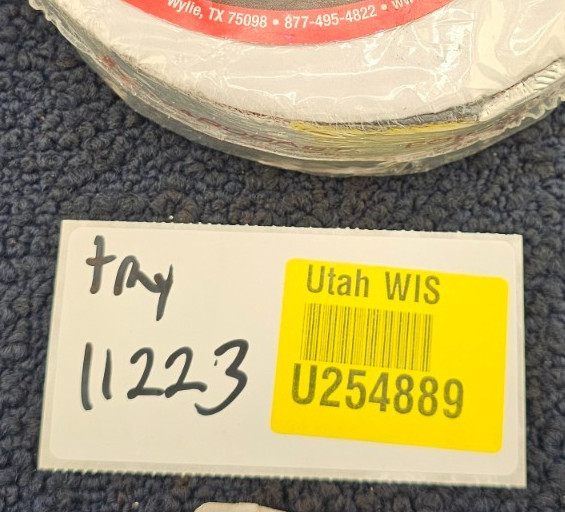 Wylie, TX 75098 • 877-495-4822 •
tray
11223
Utah WIS
U254889